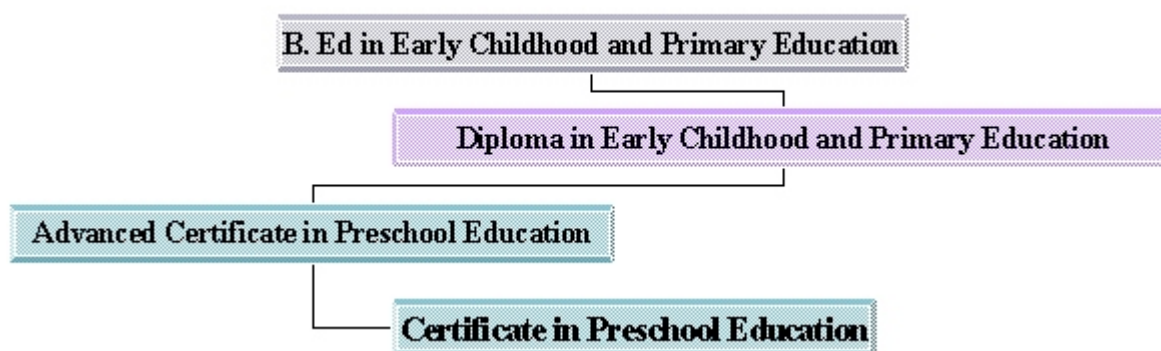 B. Ed in Early Childhood and Primary Education
Diploma in Early Childhood and Primary Education
Advanced Certificate in Preschool Education
Certificate in Preschool Education